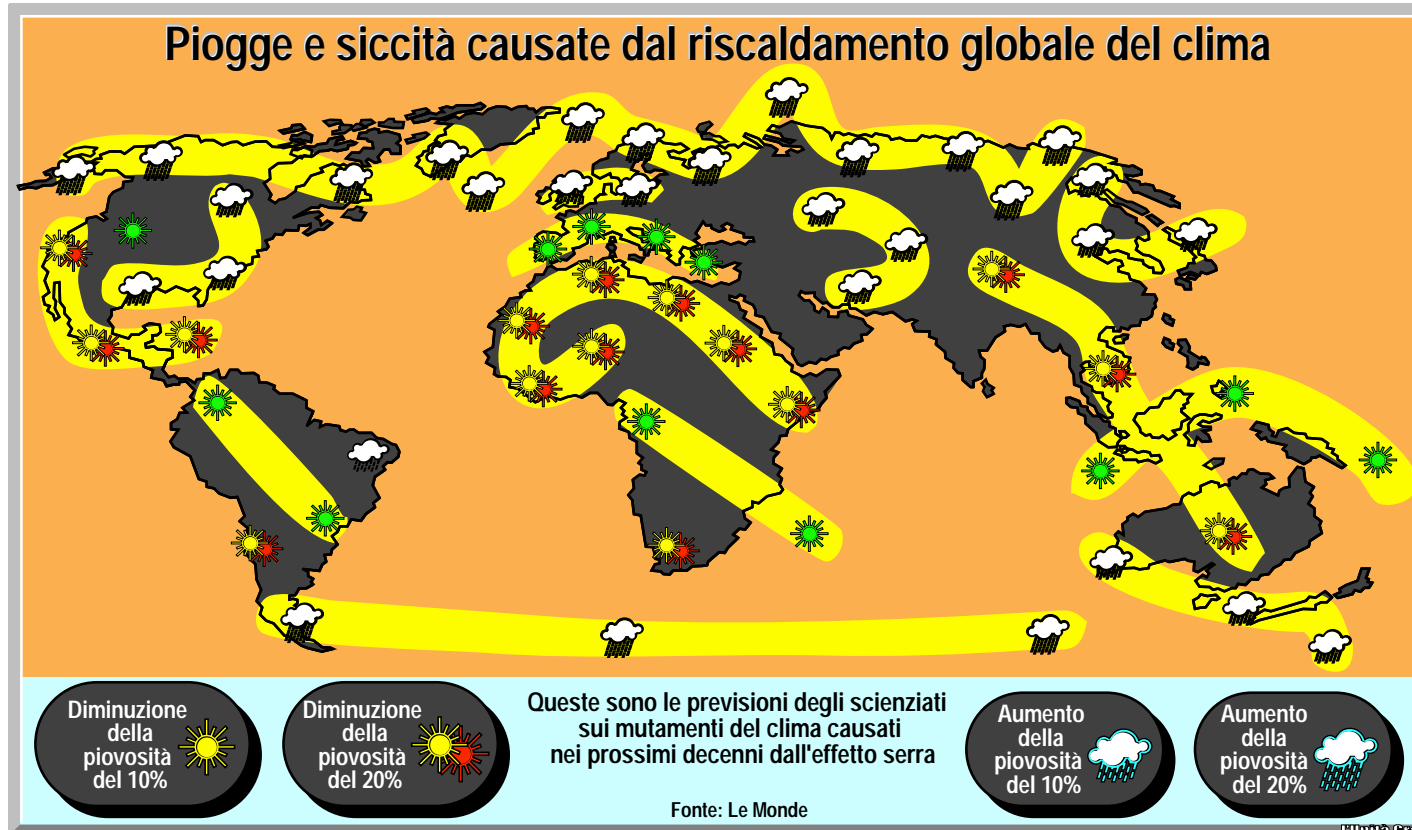 Piogge e siccità causate dal riscaldamento globale del clima
Diminuzione
della
piovosità
del 10%
Diminuzione
della
piovosità
del 20%
Queste sono le previsioni degli scienziati
sui mutamenti del clima causati
nei prossimi decenni dall'effetto serra
Fonte: Le Monde
Aumento
della
piovosità
del 10%
Aumento
della
piovosità
del 20%